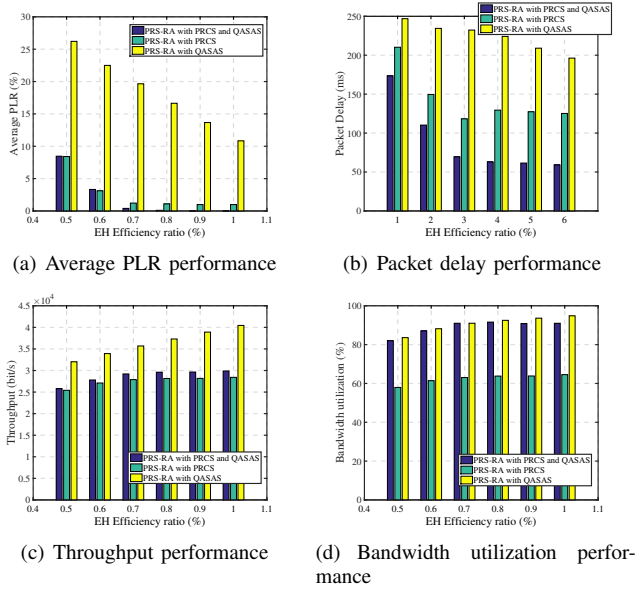 30
25
20
15
10
5
0
Average PLR (%)
PRS-RA with PRCS and QASAS
PRS-RA with PRCS
PRS-RA with QASAS
0.4 0.5 0.6 0.7 0.8 0.9 1 1.1
EH Efficiency ratio (%)
(a) Average PLR performance
250
200
150
100
50
0
Packet Delay (ms)
PRS-RA with PRCS and QASAS
PRS-RA with PRCS
PRS-RA with QASAS
1 2 3 4 5 6
EH Efficiency ratio (%)
(b) Packet delay performance
× 10⁴
4.5
4
3.5
3
2.5
2
1.5
1
0.5
0
Throughput (bit/s)
PRS-RA with PRCS and QASAS
PRS-RA with PRCS
PRS-RA with QASAS
0.4 0.5 0.6 0.7 0.8 0.9 1 1.1
EH Efficiency ratio (%)
(c) Throughput performance
100
80
60
40
20
0
Bandwidth utilization (%)
PRS-RA with PRCS and QASAS
PRS-RA with PRCS
PRS-RA with QASAS
0.4 0.5 0.6 0.7 0.8 0.9 1 1.1
EH Efficiency ratio (%)
(d) Bandwidth utilization perfor-
mance